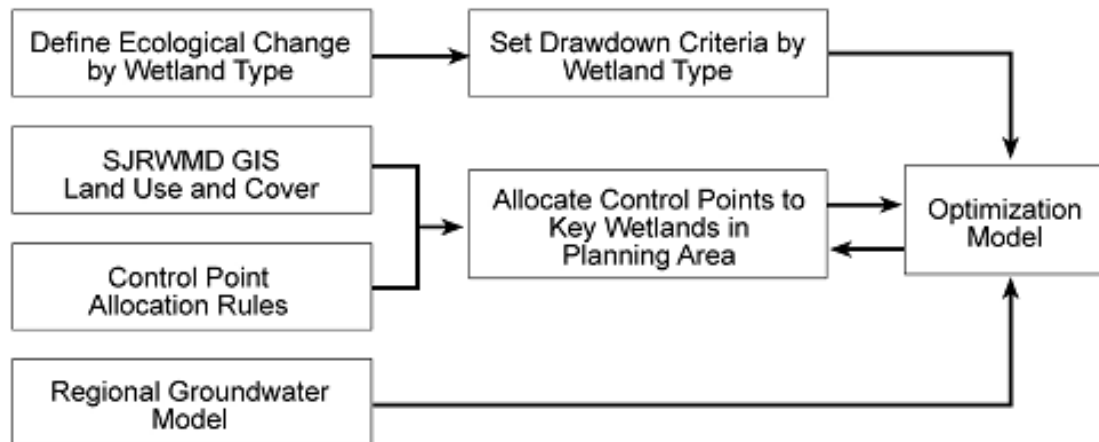 Define Ecological Change
by Wetland Type
Set Drawdown Criteria by
Wetland Type
SJRWMD GIS
Land Use and Cover
Allocate Control Points to
Key Wetlands in
Planning Area
Optimization
Model
Control Point
Allocation Rules
Regional Groundwater
Model